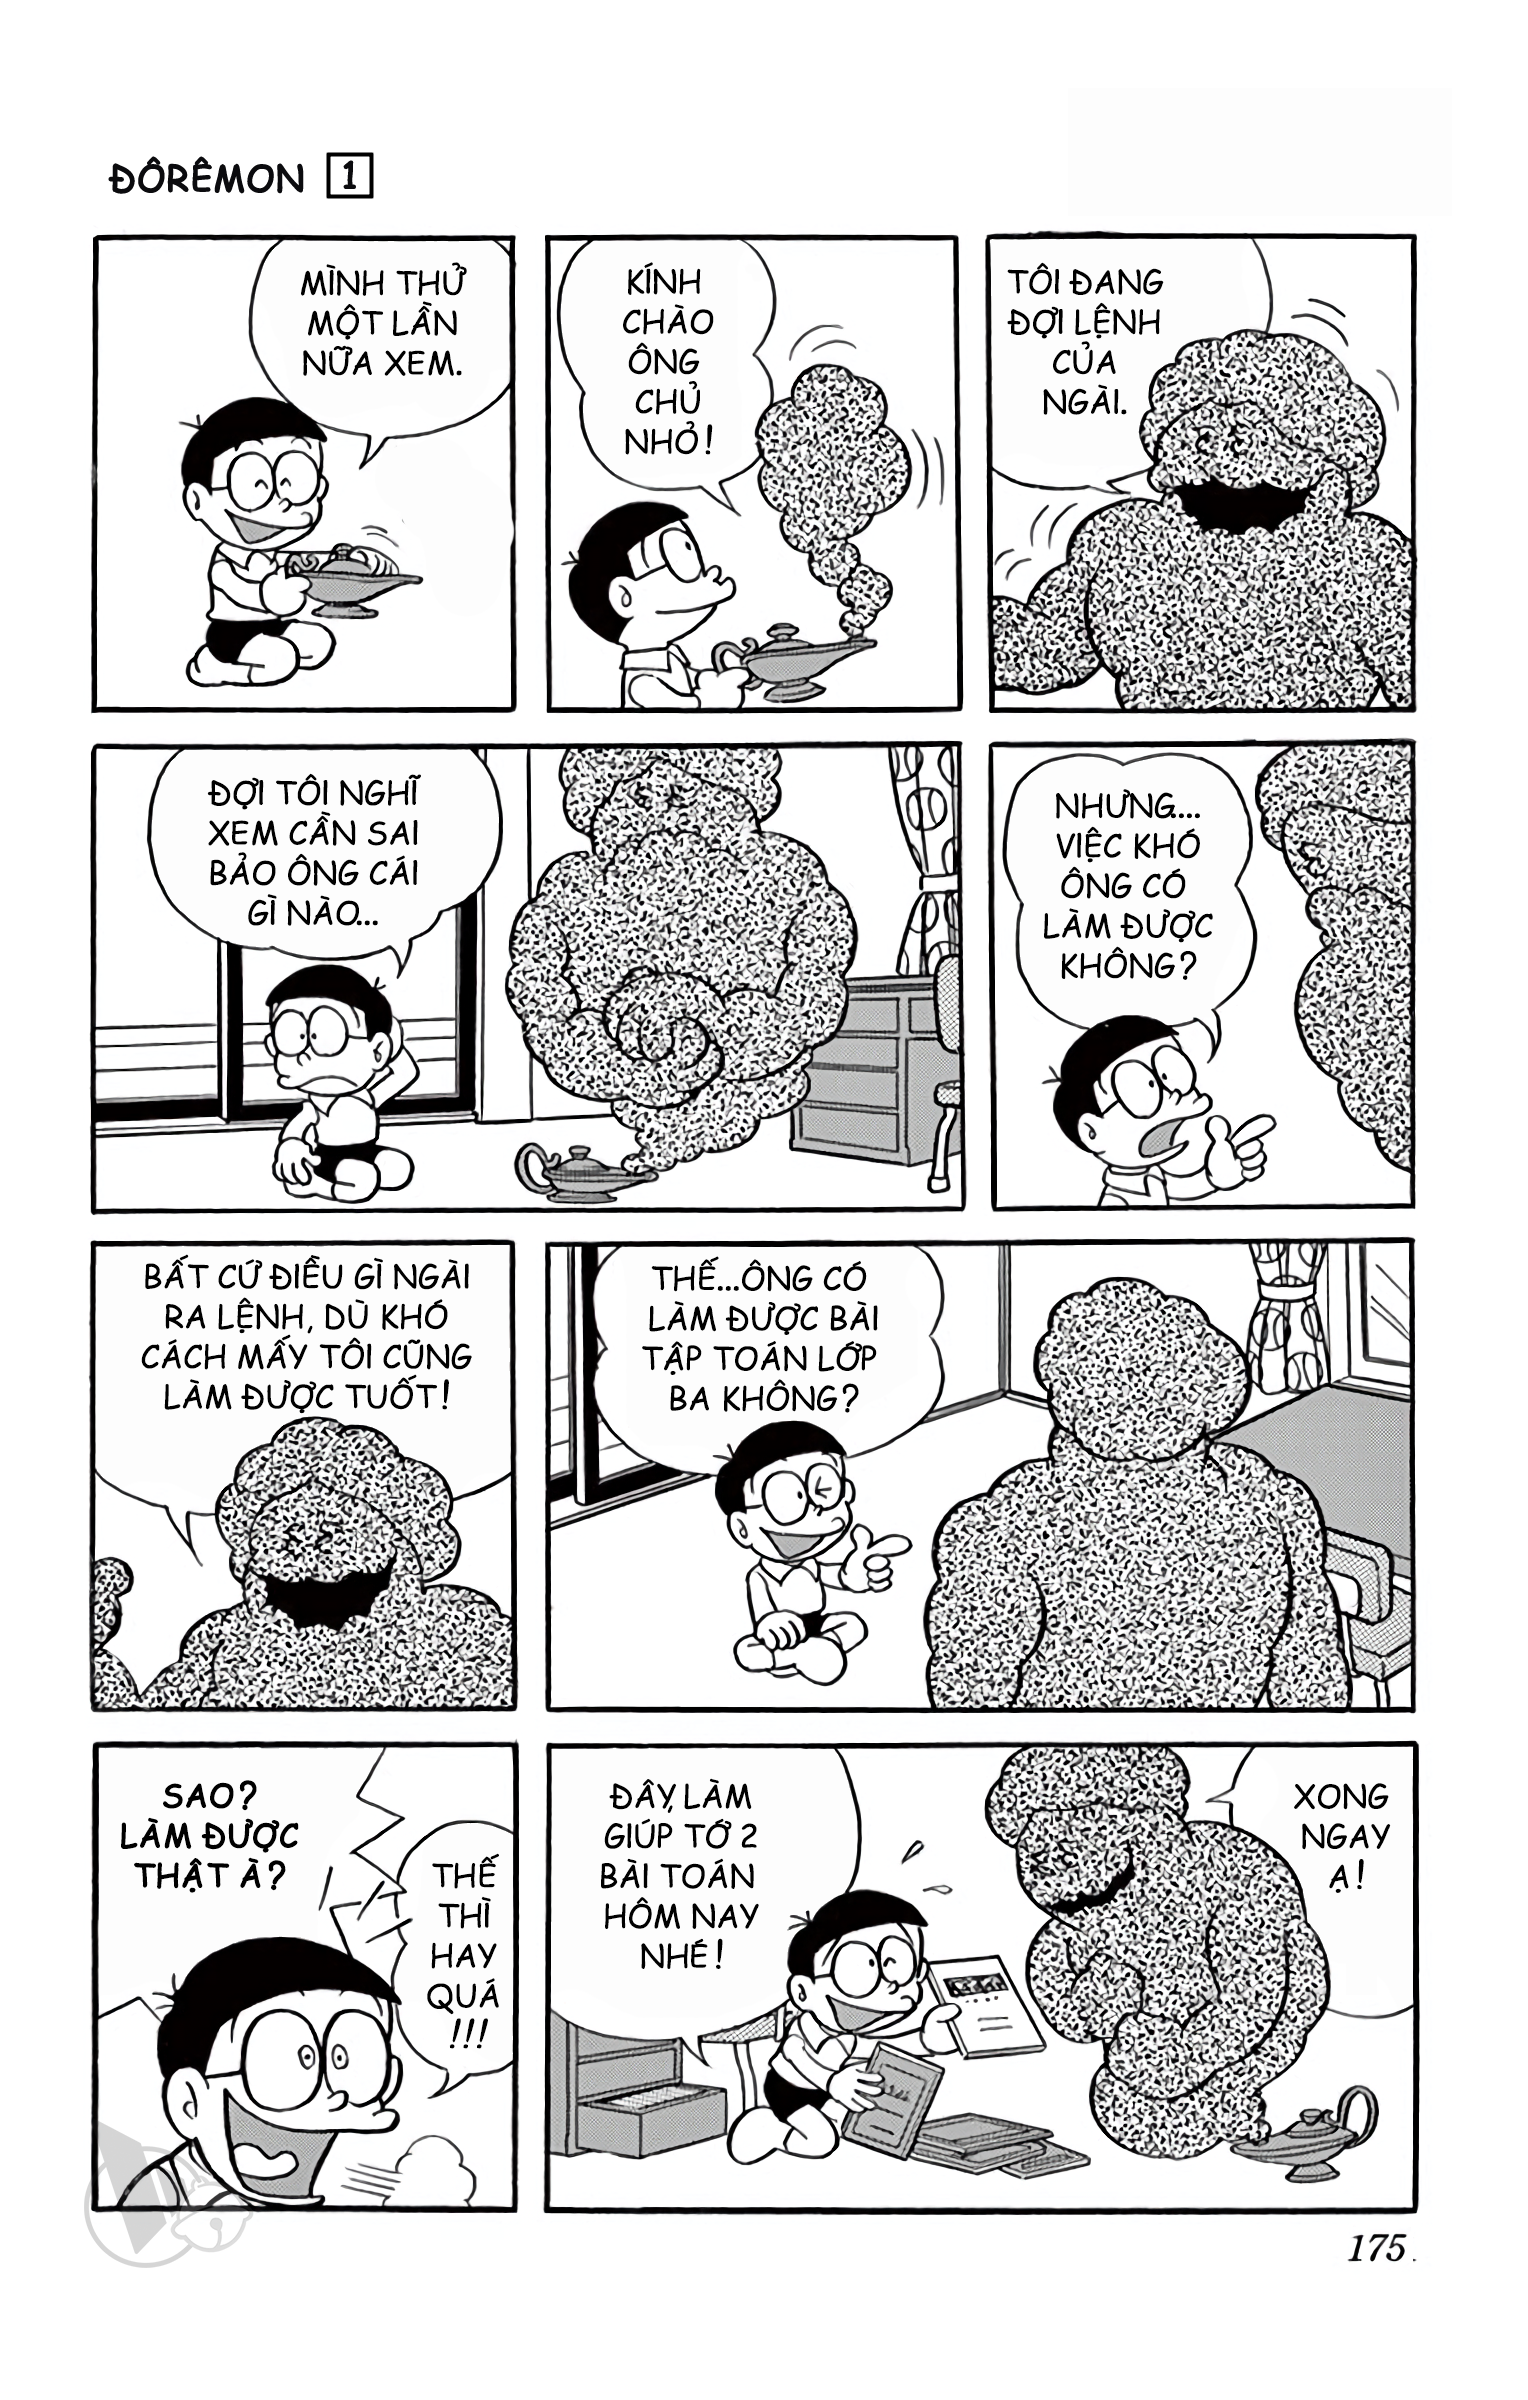 ĐÔRÊMON 1
MÌNH THỬ
MỘT LẦN
NỮA XEM.
KÍNH
CHÀO
ÔNG
CHỦ
NHỎ!
TÔI ĐANG
ĐỢI LỆNH
CỦA
NGÀI.
ĐỢI TÔI NGHĨ
XEM CẦN SAI
BẢO ÔNG CÁI
GÌ NÀO...
NHƯNG....
VIỆC KHÓ
ÔNG CÓ
LÀM ĐƯỢC
KHÔNG?
BẤT CỨ ĐIỀU GÌ NGÀI
RA LỆNH, DÙ KHÓ
CÁCH MẤY TÔI CŨNG
LÀM ĐƯỢC TUỐT!
THẾ...ÔNG CÓ
LÀM ĐƯỢC BÀI
TẬP TOÁN LỚP
BA KHÔNG?
SAO?
LÀM ĐƯỢC
THẬT À?
THẾ
THÌ
HAY
QUÁ
!!!
ĐÂY, LÀM
GIÚP TỚ 2
BÀI TOÁN
HÔM NAY
NHÉ!
XONG
NGAY
Ạ!
175